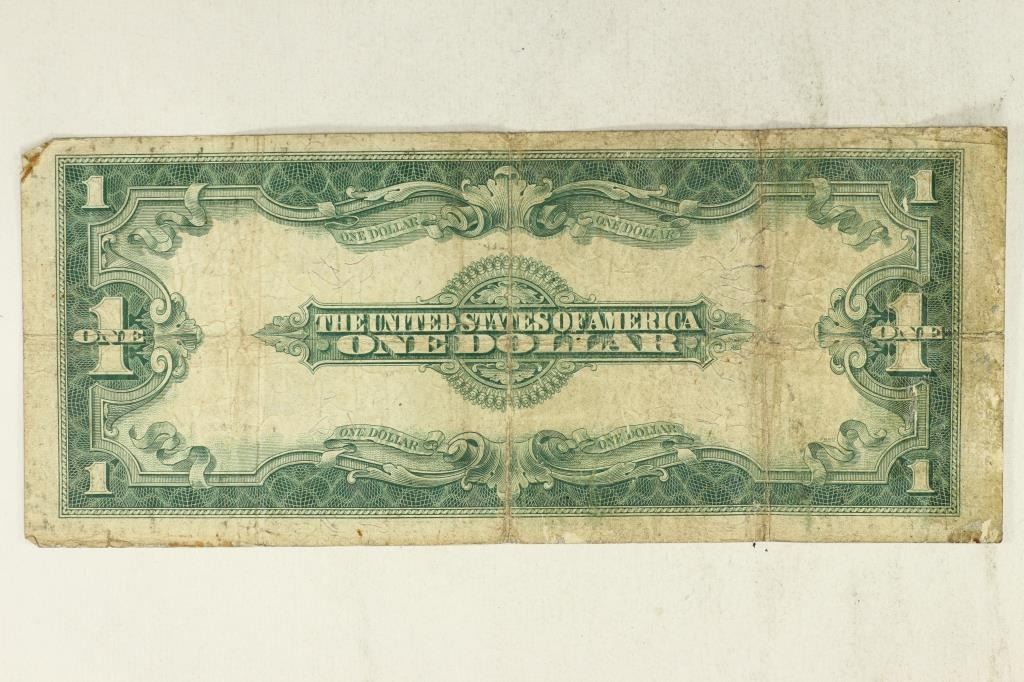 1
1
ONE DOLLAR
ONE DOLLAR
THE UNITED STATES OF AMERICA
ONE DOLLAR
1
ONE
1
ONE
ONE DOLLAR
ONE DOLLAR
1
1